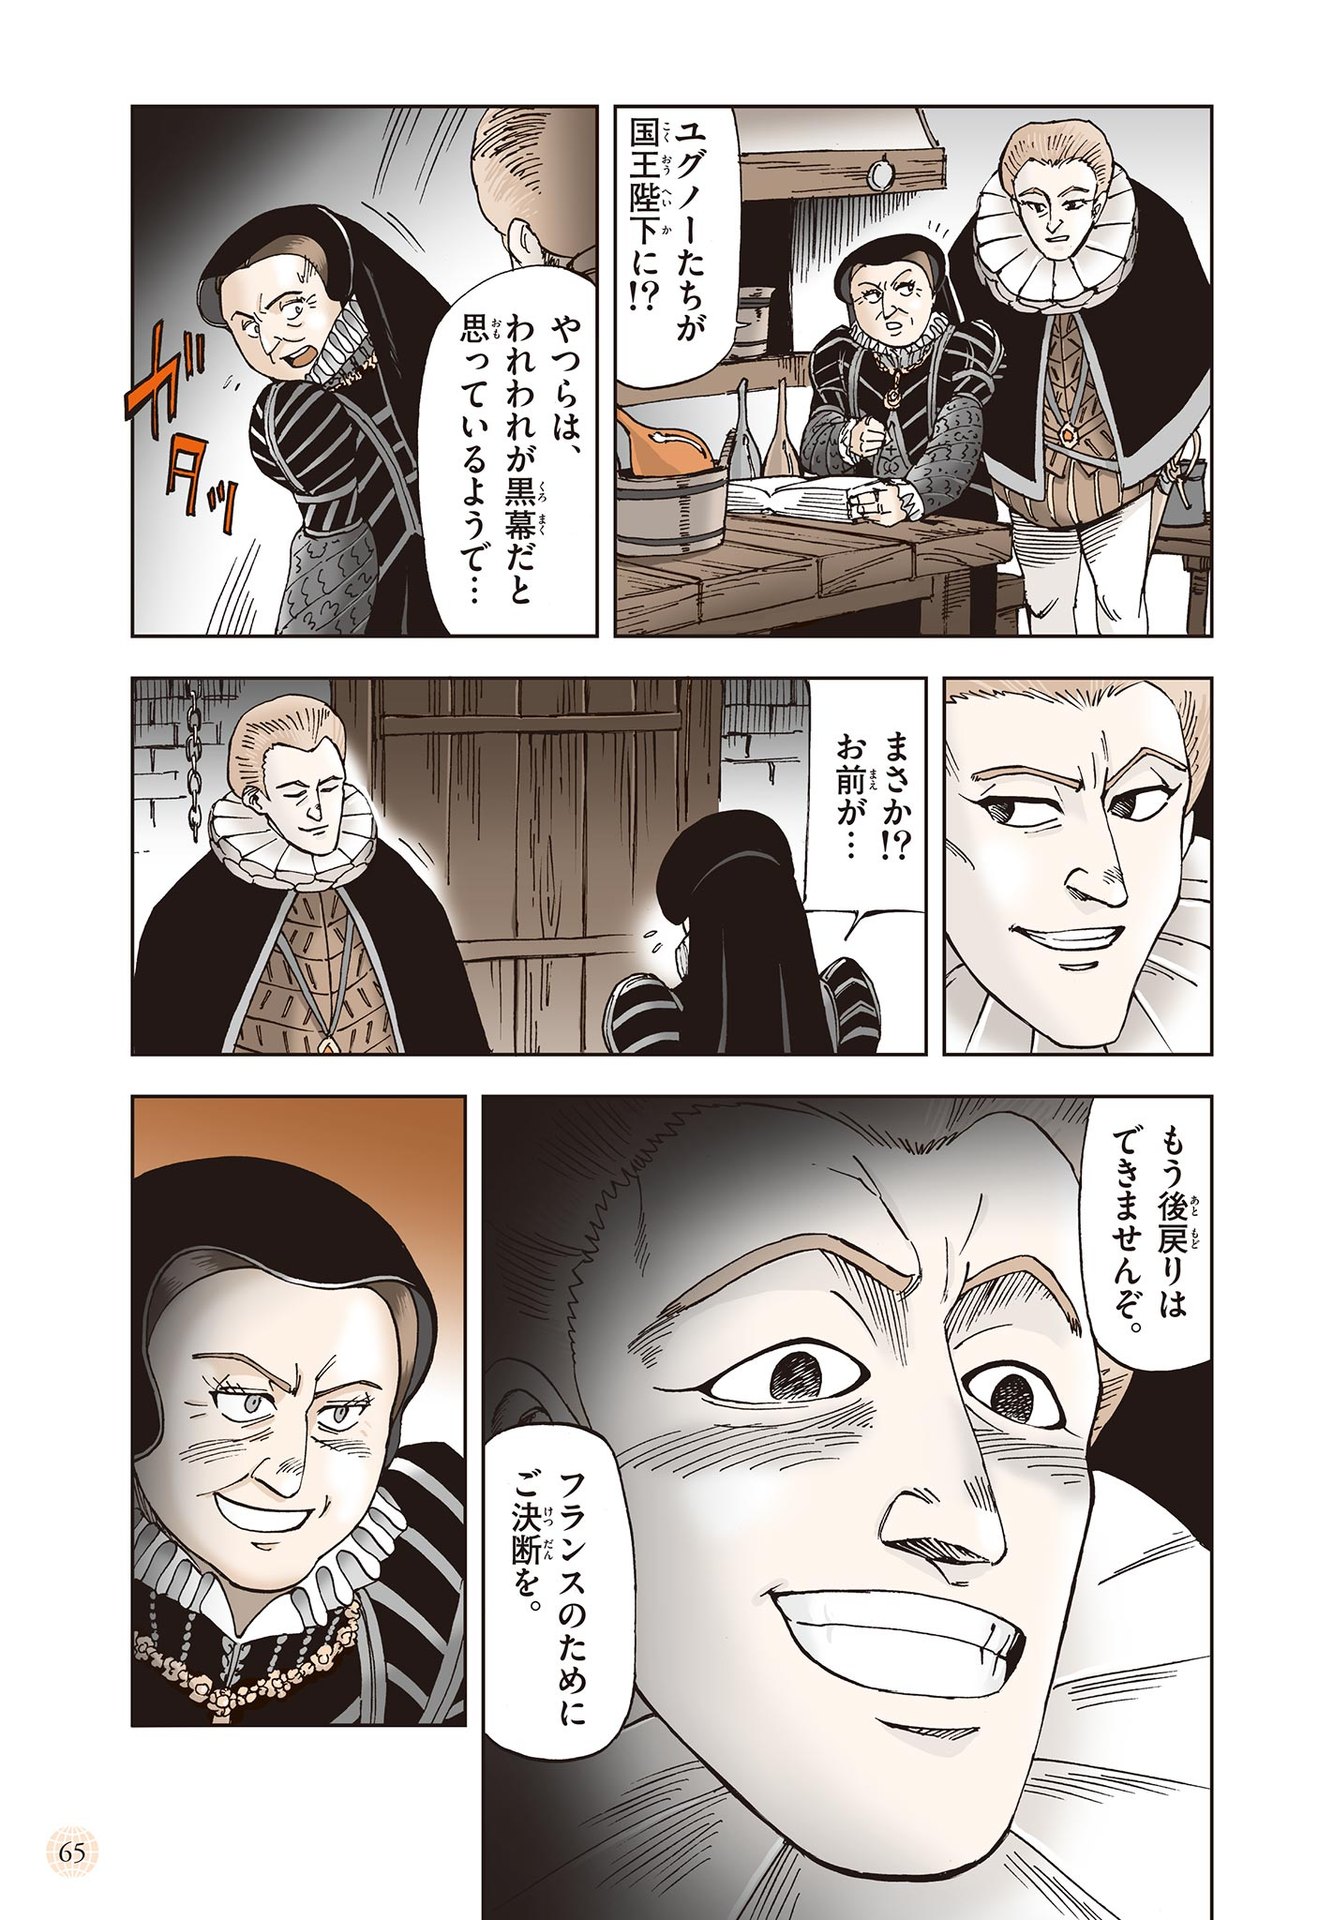 ユグノーたちが
国王陛下に!?
やつらは、
われわれが黒幕だと
思っているようで…
ガタッ
まさか!?
お前が…
もう後戻りは
できませんぞ。
フランスのために
ご決断を。
65